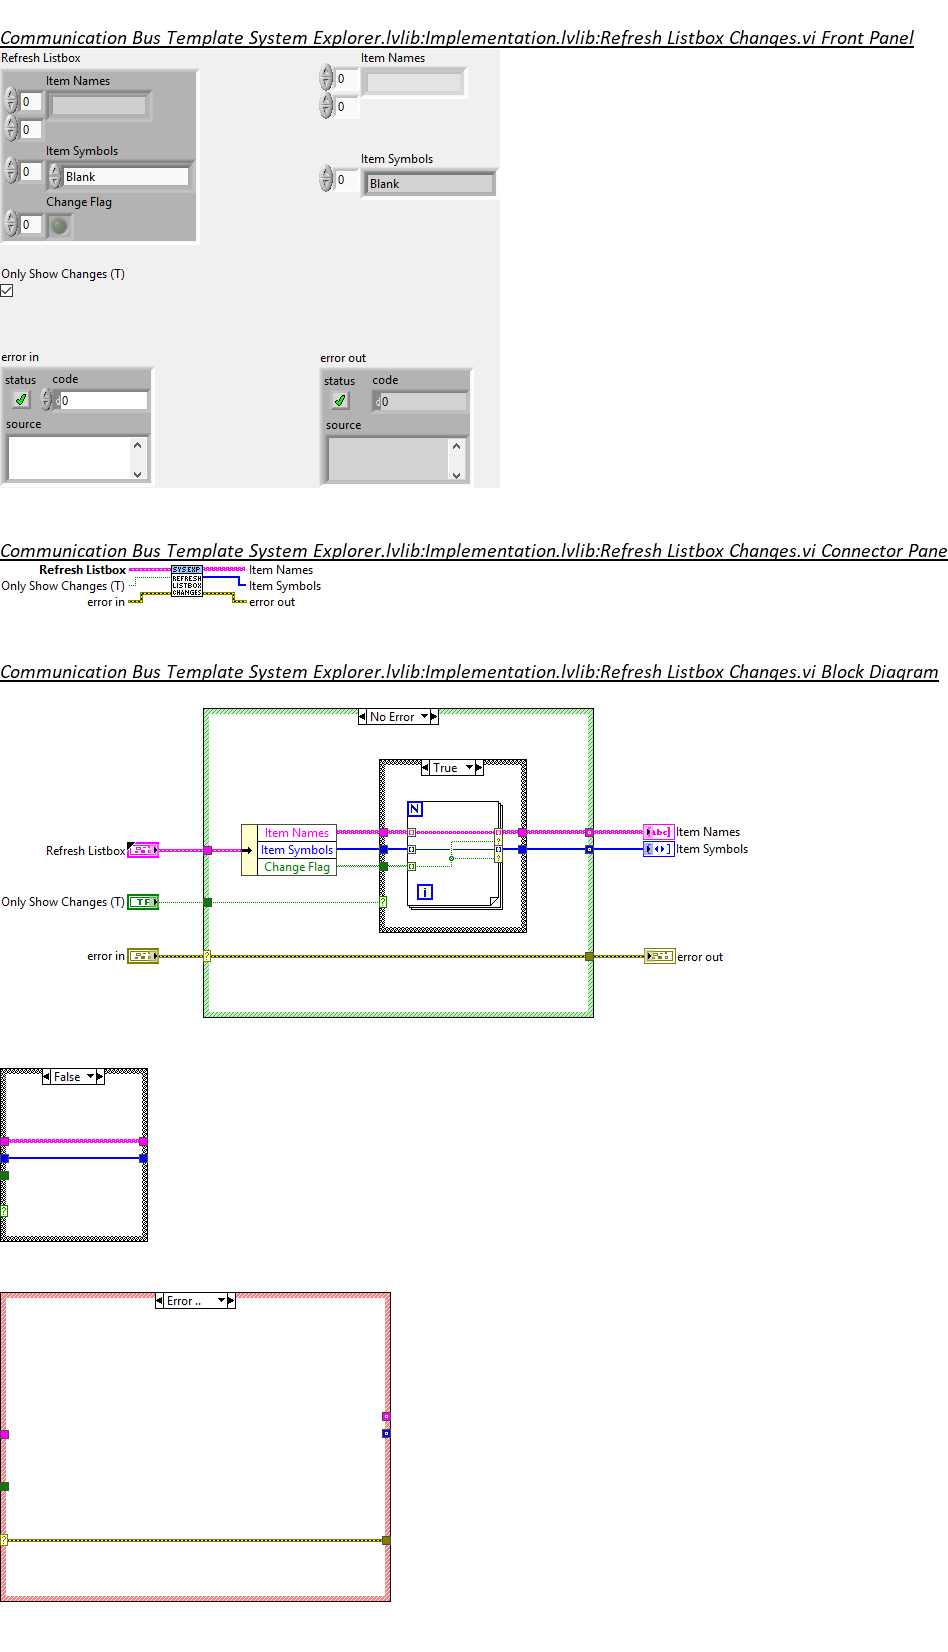 Communication Bus Template System Explorer.lvlib:Implementation.lvlib:Refresh Listbox Changes.vi Front Panel
Refresh Listbox
Item Names
0
0
Item Symbols
0
Blank
Change Flag
0
Item Names
0
0
Item Symbols
0
Blank
Only Show Changes (T)
error in
status code
d0
source
error out
status code
d0
source
Communication Bus Template System Explorer.lvlib:Implementation.lvlib:Refresh Listbox Changes.vi Connector Pane
Refresh Listbox
Only Show Changes (T)
error in
SYS EXP
REFRESH
LISTBOX
CHANGES
Item Names
Item Symbols
error out
Communication Bus Template System Explorer.lvlib:Implementation.lvlib:Refresh Listbox Changes.vi Block Diagram
No Error
True
N
Item Names
Item Symbols
Change Flag
Refresh Listbox
abc
Item Names
Item Symbols
?
?
i
Only Show Changes (T)
TF
?
error in
?
error out
False
?
Error ..
?